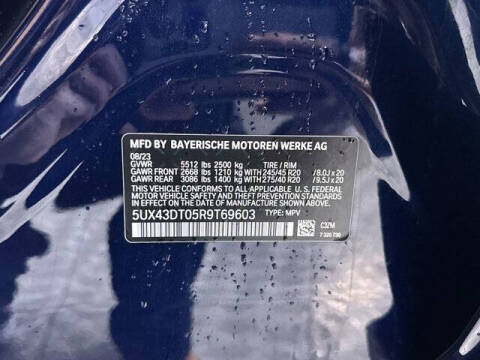 MFD BY BAYERISCHE MOTOREN WERKE AG
08/23
GVWR 5512 lbs 2500 kg TIRE / RIM
GAWR FRONT 2668 lbs 1210 kg WITH 245/45 R20 /8.0J x 20
GAWR REAR 3086 lbs 1400 kg WITH 275/40 R20 /9.5J x 20
THIS VEHICLE CONFORMS TO ALL APPLICABLE U.S. FEDERAL
MOTOR VEHICLE SAFETY, BUMPER AND THEFT PREVENTION
STANDARDS IN EFFECT ON THE DATE OF
MANUFACTURE SHOWN ABOVE.
5UX43DT05R9T69603 TYPE: MPV
C3ZM